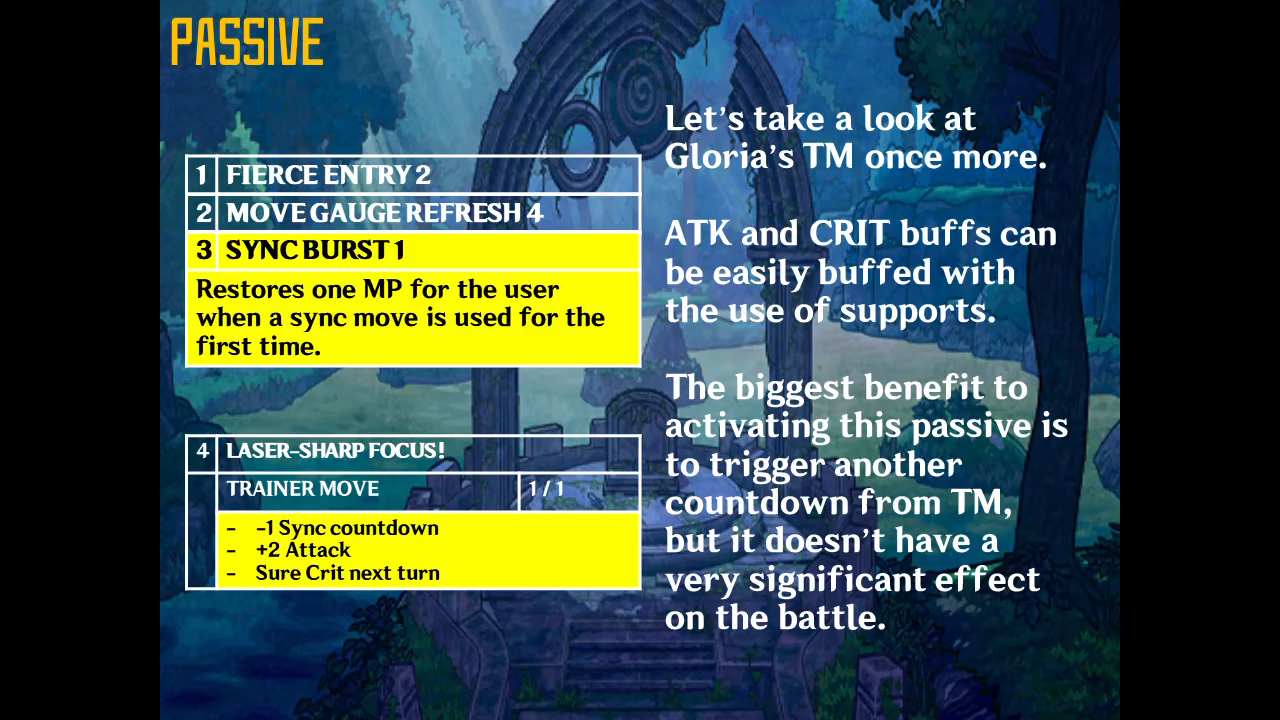 PASSIVE
1 FIERCE ENTRY 2
2 MOVE GAUGE REFRESH 4
3 SYNC BURST 1
Restores one MP for the user
when a sync move is used for the
first time.
4 LASER-SHARP FOCUS!
TRAINER MOVE 1 / 1
- -1 Sync countdown
- +2 Attack
- Sure Crit next turn
Let's take a look at
Gloria's TM once more.
ATK and CRIT buffs can
be easily buffed with
the use of supports.
The biggest benefit to
activating this passive is
to trigger another
countdown from TM,
but it doesn't have a
very significant effect
on the battle.